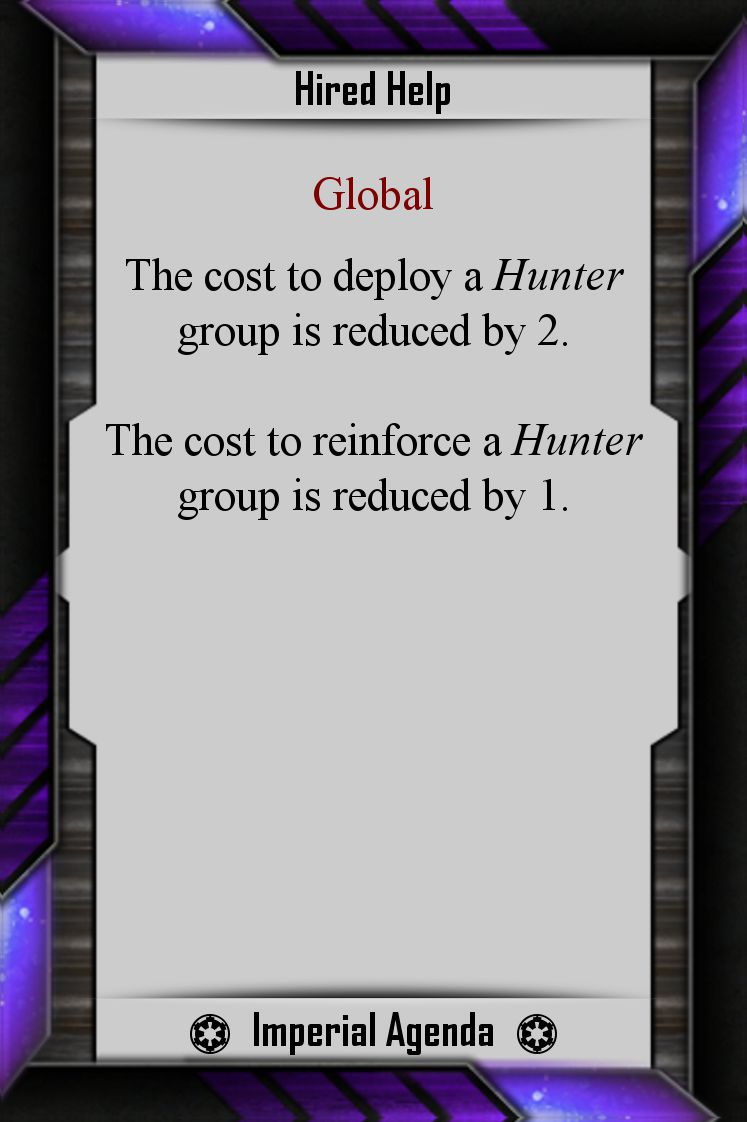 Hired Help
Global
The cost to deploy a Hunter
group is reduced by 2.
The cost to reinforce a Hunter
group is reduced by 1.
Imperial Agenda